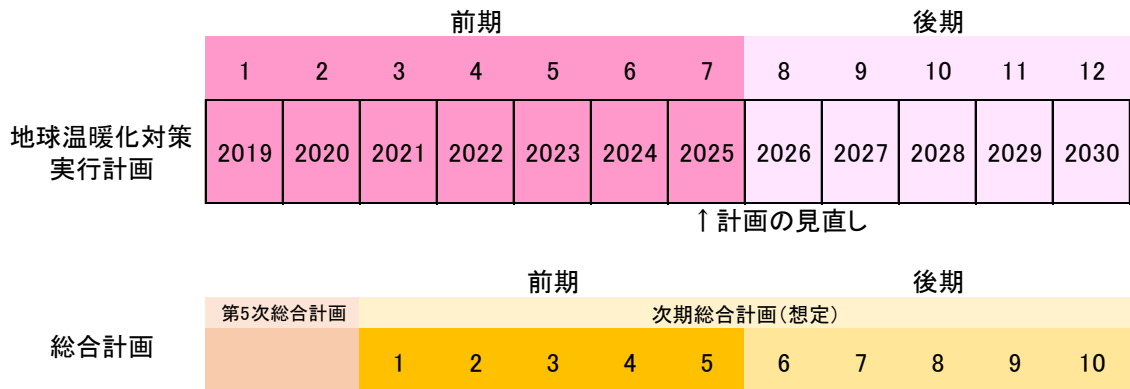 前期 後期
1 2 3 4 5 6 7 8 9 10 11 12
地球温暖化対策
実行計画
2019 2020 2021 2022 2023 2024 2025 2026 2027 2028 2029 2030
↑計画の見直し
前期 後期
第5次総合計画 次期総合計画(想定)
総合計画
1 2 3 4 5 6 7 8 9 10